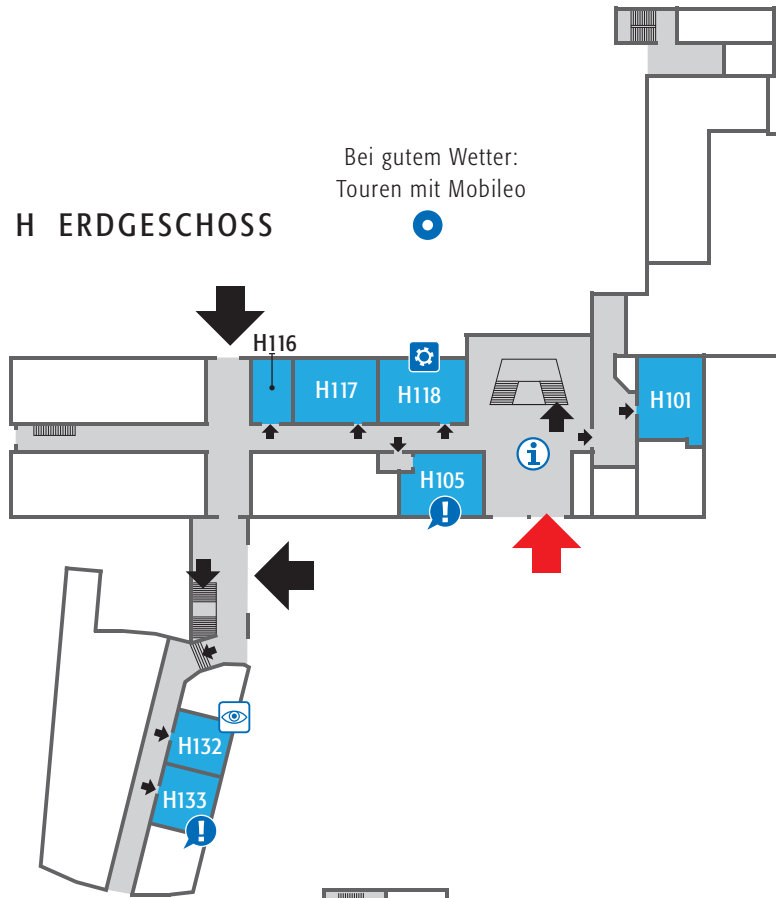 Bei gutem Wetter:
Touren mit Mobileo
H ERDGESCHOSS
H116
H117
H118
H101
i
H105
!
H132
H133
!